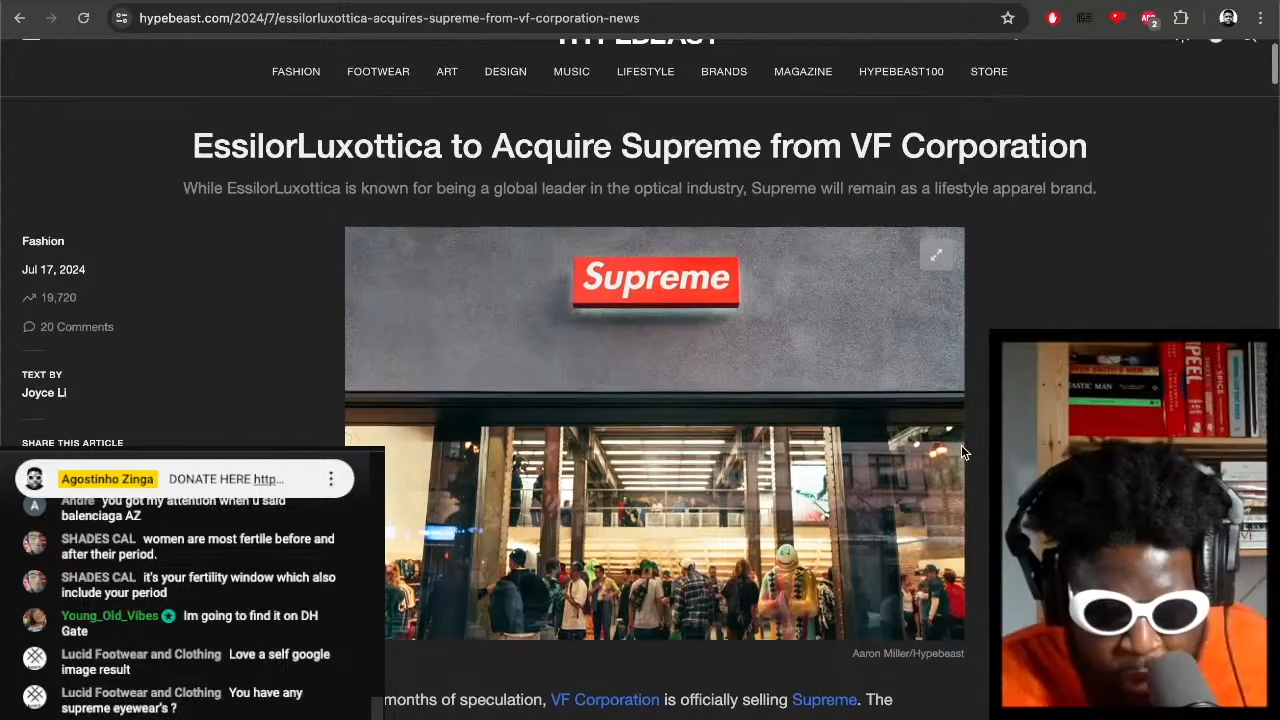 hypebeast.com/2024/7/essilorluxottica-acquires-supreme-from-vf-corporation-news
HYPEBEAST
FASHION FOOTWEAR ART DESIGN MUSIC LIFESTYLE BRANDS MAGAZINE HYPEBEAST100 STORE
EssilorLuxottica to Acquire Supreme from VF Corporation
While EssilorLuxottica is known for being a global leader in the optical industry, Supreme will remain as a lifestyle apparel brand.
Fashion
Jul 17, 2024
19,720
20 Comments
TEXT BY
Joyce Li
SHARE THIS ARTICLE
Supreme
Agostinho Zinga DONATE HERE http...
Andre you got my attention when u said
balenciaga AZ
SHADES CAL women are most fertile before and
after their period.
SHADES CAL it's your fertility window which also
include your period
Young_Old_Vibes Im going to find it on DH
Gate
Lucid Footwear and Clothing Love a self google
image result
Lucid Footwear and Clothing You have any
supreme eyewear's ?
Aaron Miller/Hypebeast
months of speculation, VF Corporation is officially selling Supreme. The
PEEL
SPICE